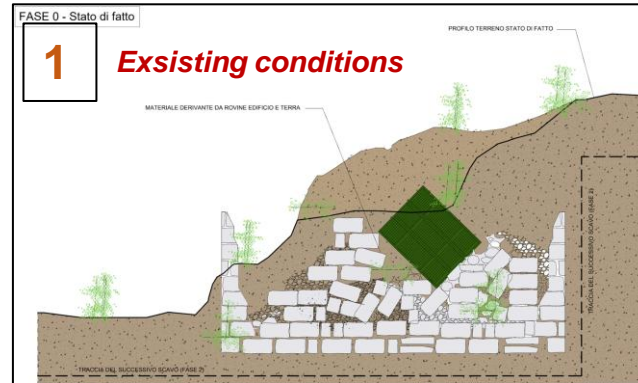 FASE 0 - Stato di fatto
1
Exsisting conditions
PROFILO TERRENO STATO DI FATTO
MATERIALE DERIVANTE DA ROVINE EDIFICIO E TERRA
TRACCIA DEL SUCCESSIVO SCAVO (FASE 2)
TRACCIA DEL SUCCESSIVO SCAVO (FASE 2)